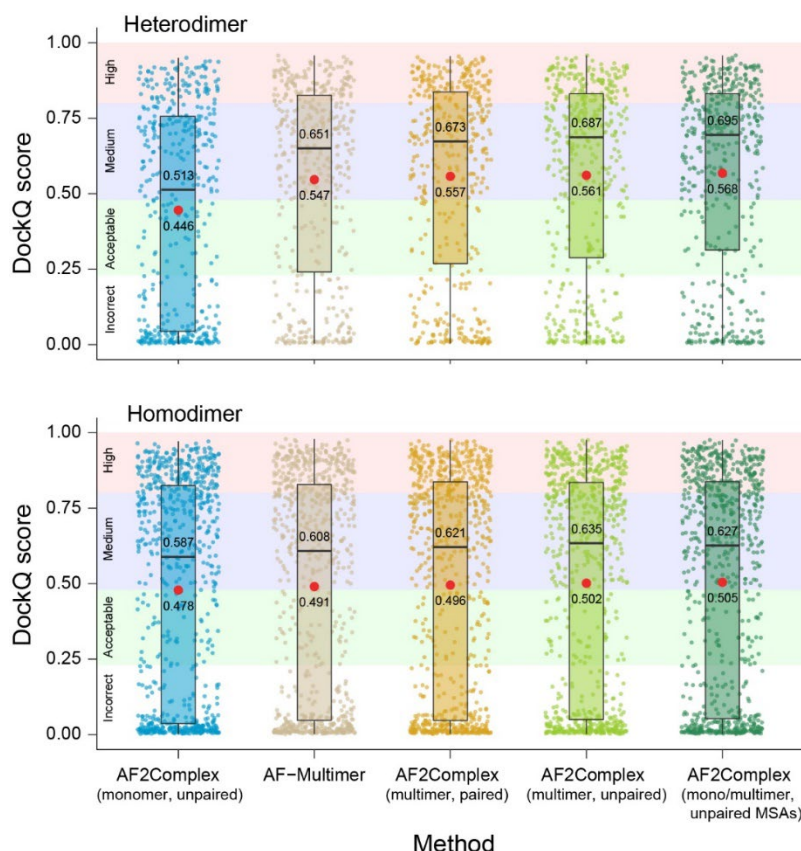 Heterodimer
DockQ score
1.00
0.75
0.50
0.25
0.00
High
Medium
Acceptable
Incorrect
0.513
0.446
0.651
0.547
0.673
0.557
0.687
0.561
0.695
0.568
Homodimer
DockQ score
1.00
0.75
0.50
0.25
0.00
High
Medium
Acceptable
Incorrect
0.587
0.478
0.608
0.491
0.621
0.496
0.635
0.502
0.627
0.505
AF2Complex
(monomer, unpaired)
AF−Multimer
AF2Complex
(multimer, paired)
AF2Complex
(multimer, unpaired)
AF2Complex
(mono/multimer,
unpaired MSAs)
Method